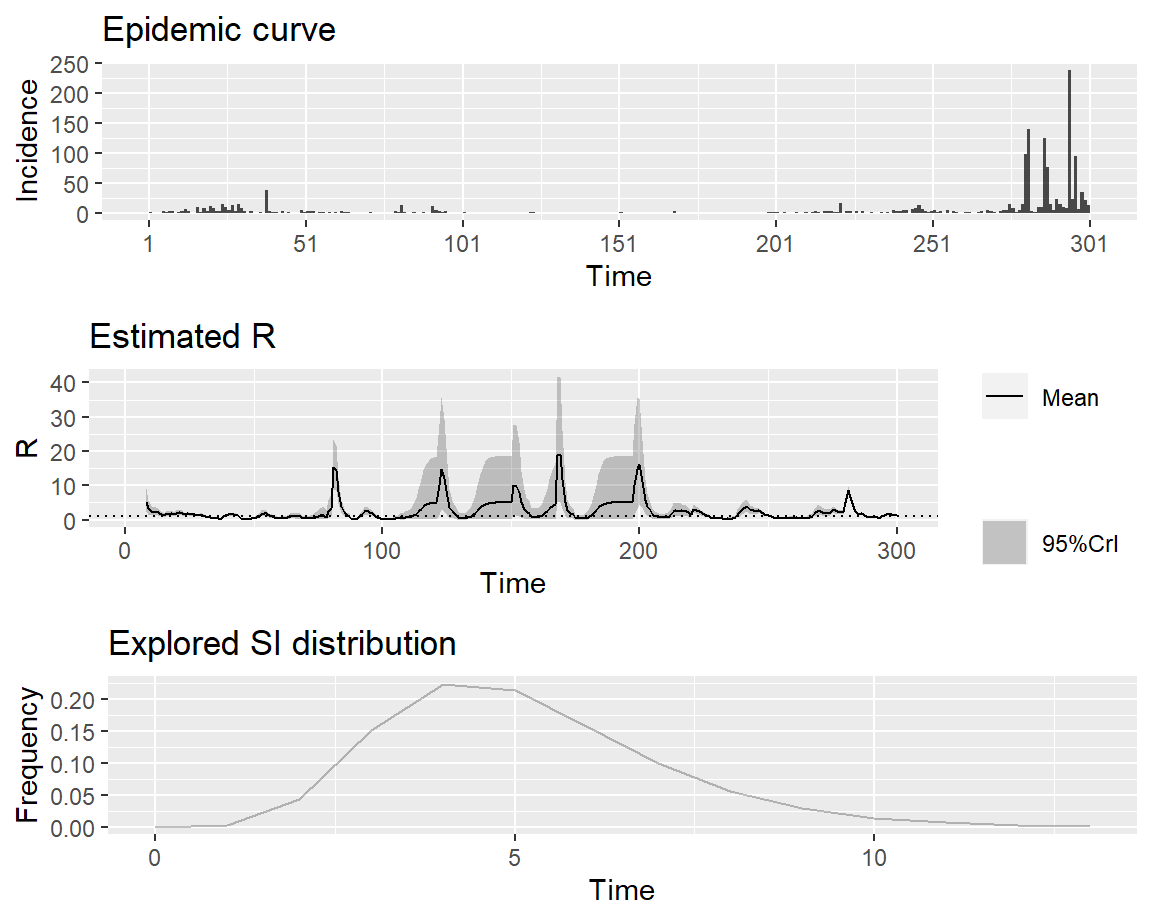 Epidemic curve
250
200
150
100
50
0
Incidence
1 51 101 151 201 251 301
Time
Estimated R
40
30
20
10
0
R
0 100 200 300
Time
Mean
95%CrI
Explored SI distribution
0.20
0.15
0.10
0.05
0.00
Frequency
0 5 10
Time